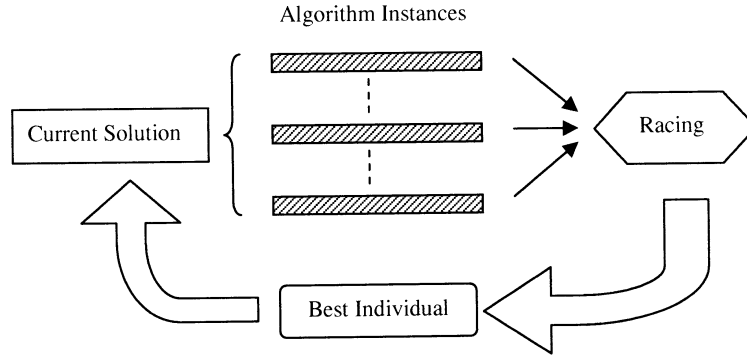 Algorithm Instances
Current Solution
Racing
Best Individual